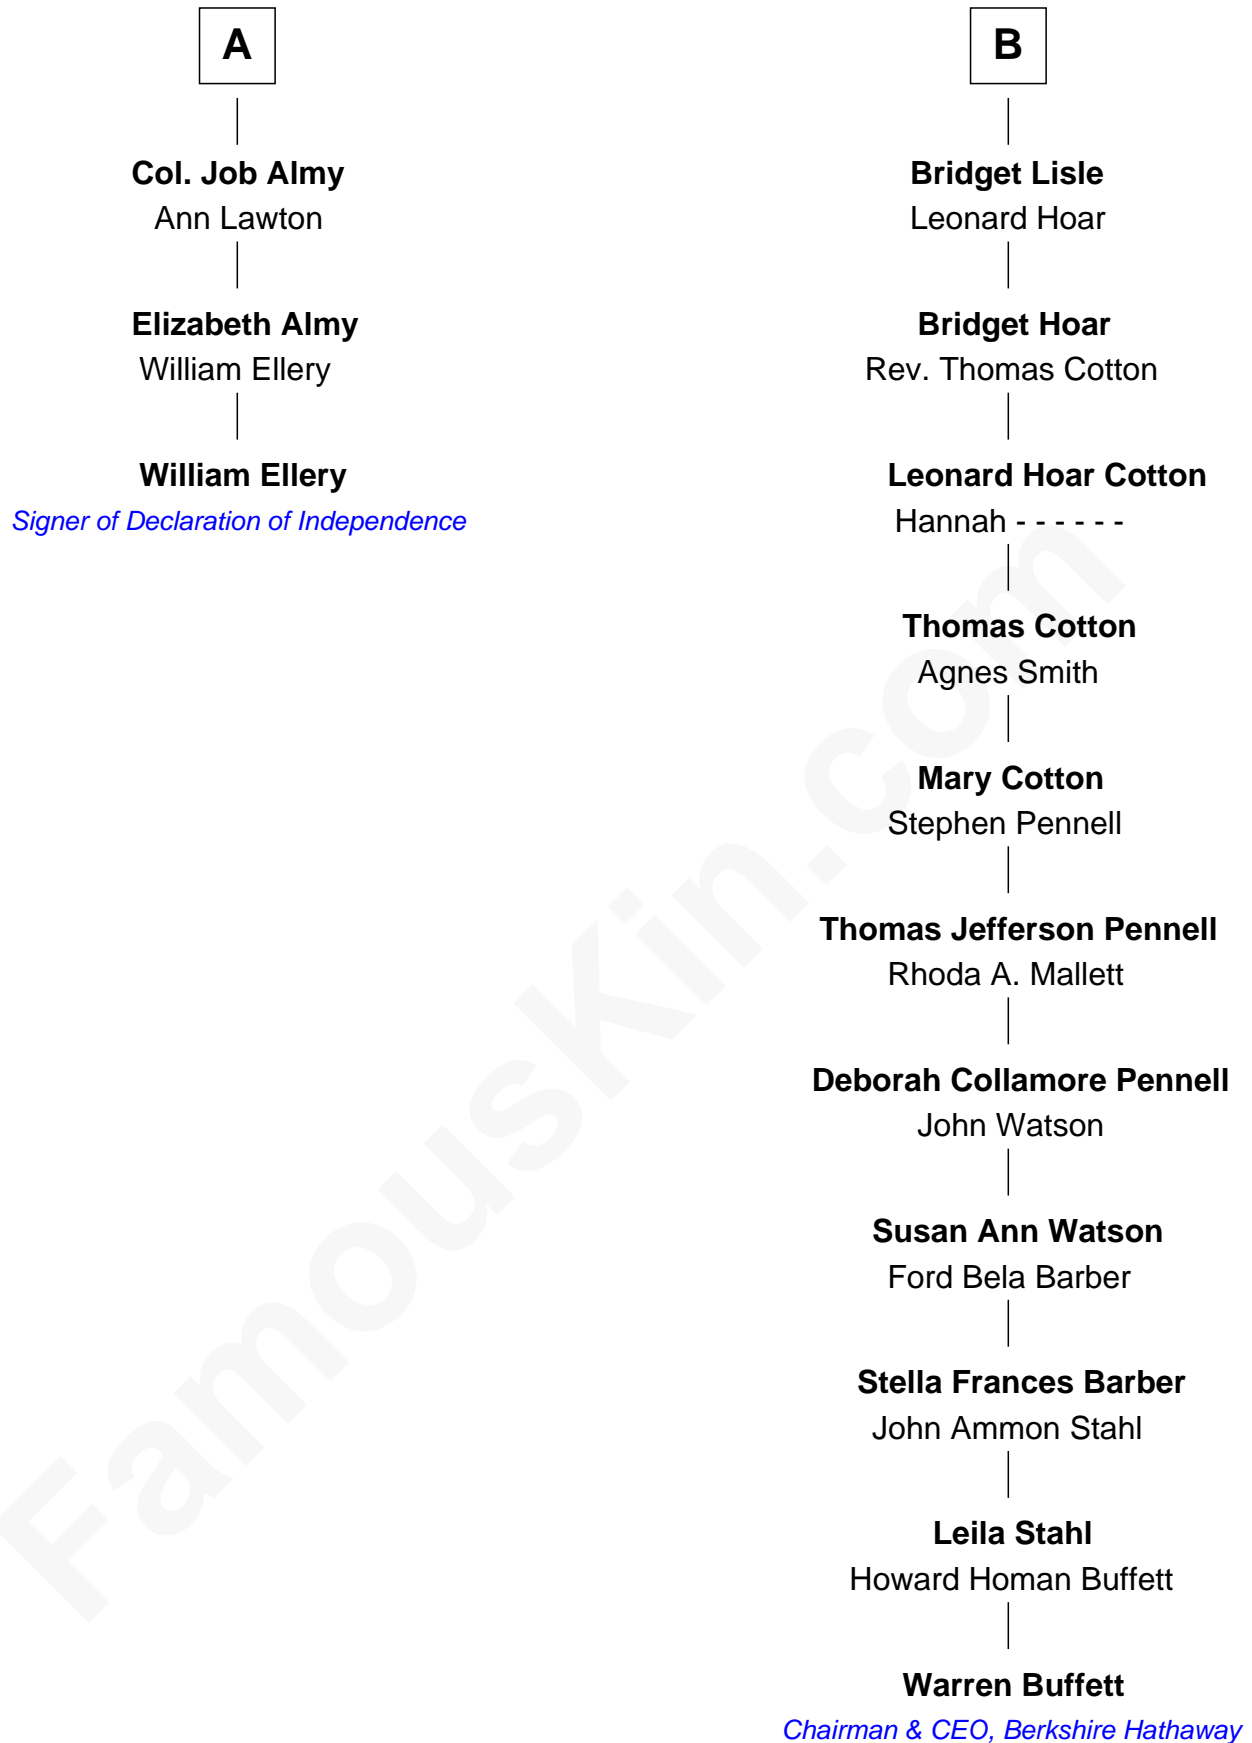 A
Col. Job Almy
Ann Lawton
Elizabeth Almy
William Ellery
William Ellery
Signer of Declaration of Independence
B
Bridget Lisle
Leonard Hoar
Bridget Hoar
Rev. Thomas Cotton
Leonard Hoar Cotton
Hannah - - - - - -
Thomas Cotton
Agnes Smith
Mary Cotton
Stephen Pennell
Thomas Jefferson Pennell
Rhoda A. Mallett
Deborah Collamore Pennell
John Watson
Susan Ann Watson
Ford Bela Barber
Stella Frances Barber
John Ammon Stahl
Leila Stahl
Howard Homan Buffett
Warren Buffett
Chairman & CEO, Berkshire Hathaway
FamousKin.com